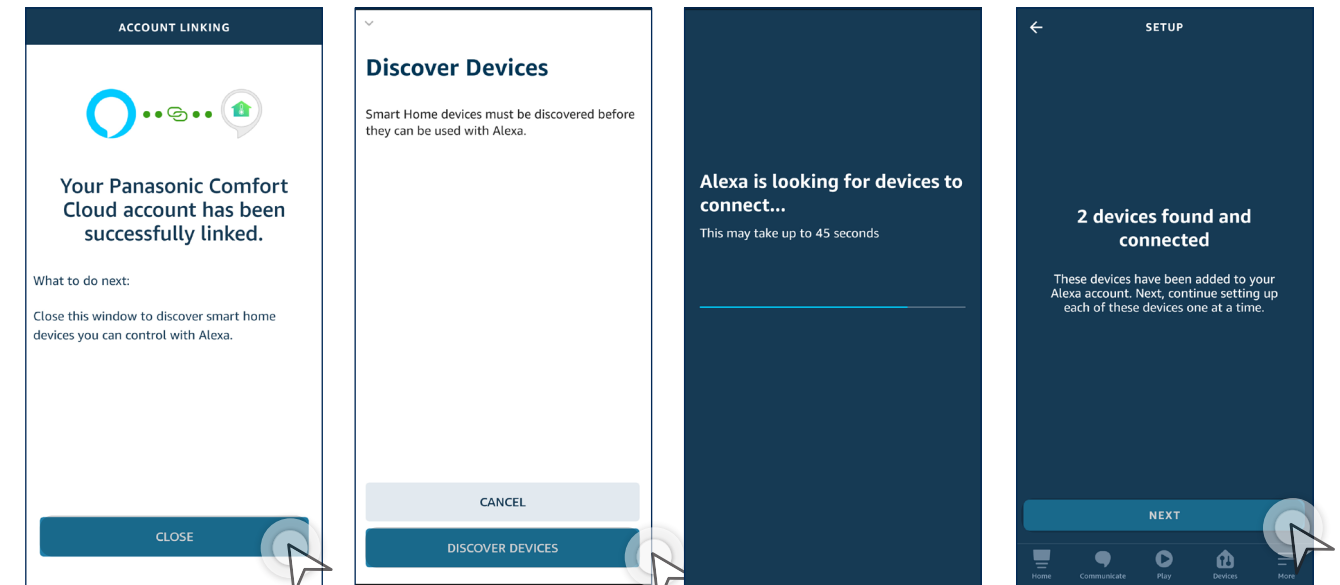 ACCOUNT LINKING
Your Panasonic Comfort
Cloud account has been
successfully linked.
What to do next:
Close this window to discover smart home
devices you can control with Alexa.
CLOSE
Discover Devices
Smart Home devices must be discovered before
they can be used with Alexa.
CANCEL
DISCOVER DEVICES
Alexa is looking for devices to
connect...
This may take up to 45 seconds
SETUP
2 devices found and
connected
These devices have been added to your
Alexa account. Next, continue setting up
each of these devices one at a time.
NEXT
Home Communicate Play Devices More